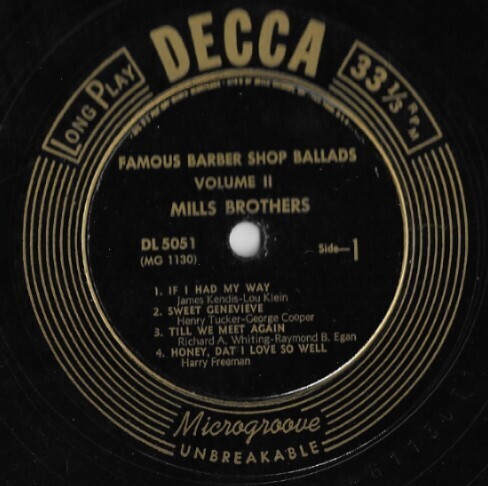 DECCA
LONG PLAY
33 1/3 RPM
FAMOUS BARBER SHOP BALLADS
VOLUME II
MILLS BROTHERS
DL 5051
(MG 1130)
Side—1
1. IF I HAD MY WAY
James Kendis-Lou Klein
2. SWEET GENEVIEVE
Henry Tucker-George Cooper
3. TILL WE MEET AGAIN
Richard A. Whiting-Raymond B. Egan
4. HONEY, DAT I LOVE SO WELL
Harry Freeman
Microgroove
UNBREAKABLE